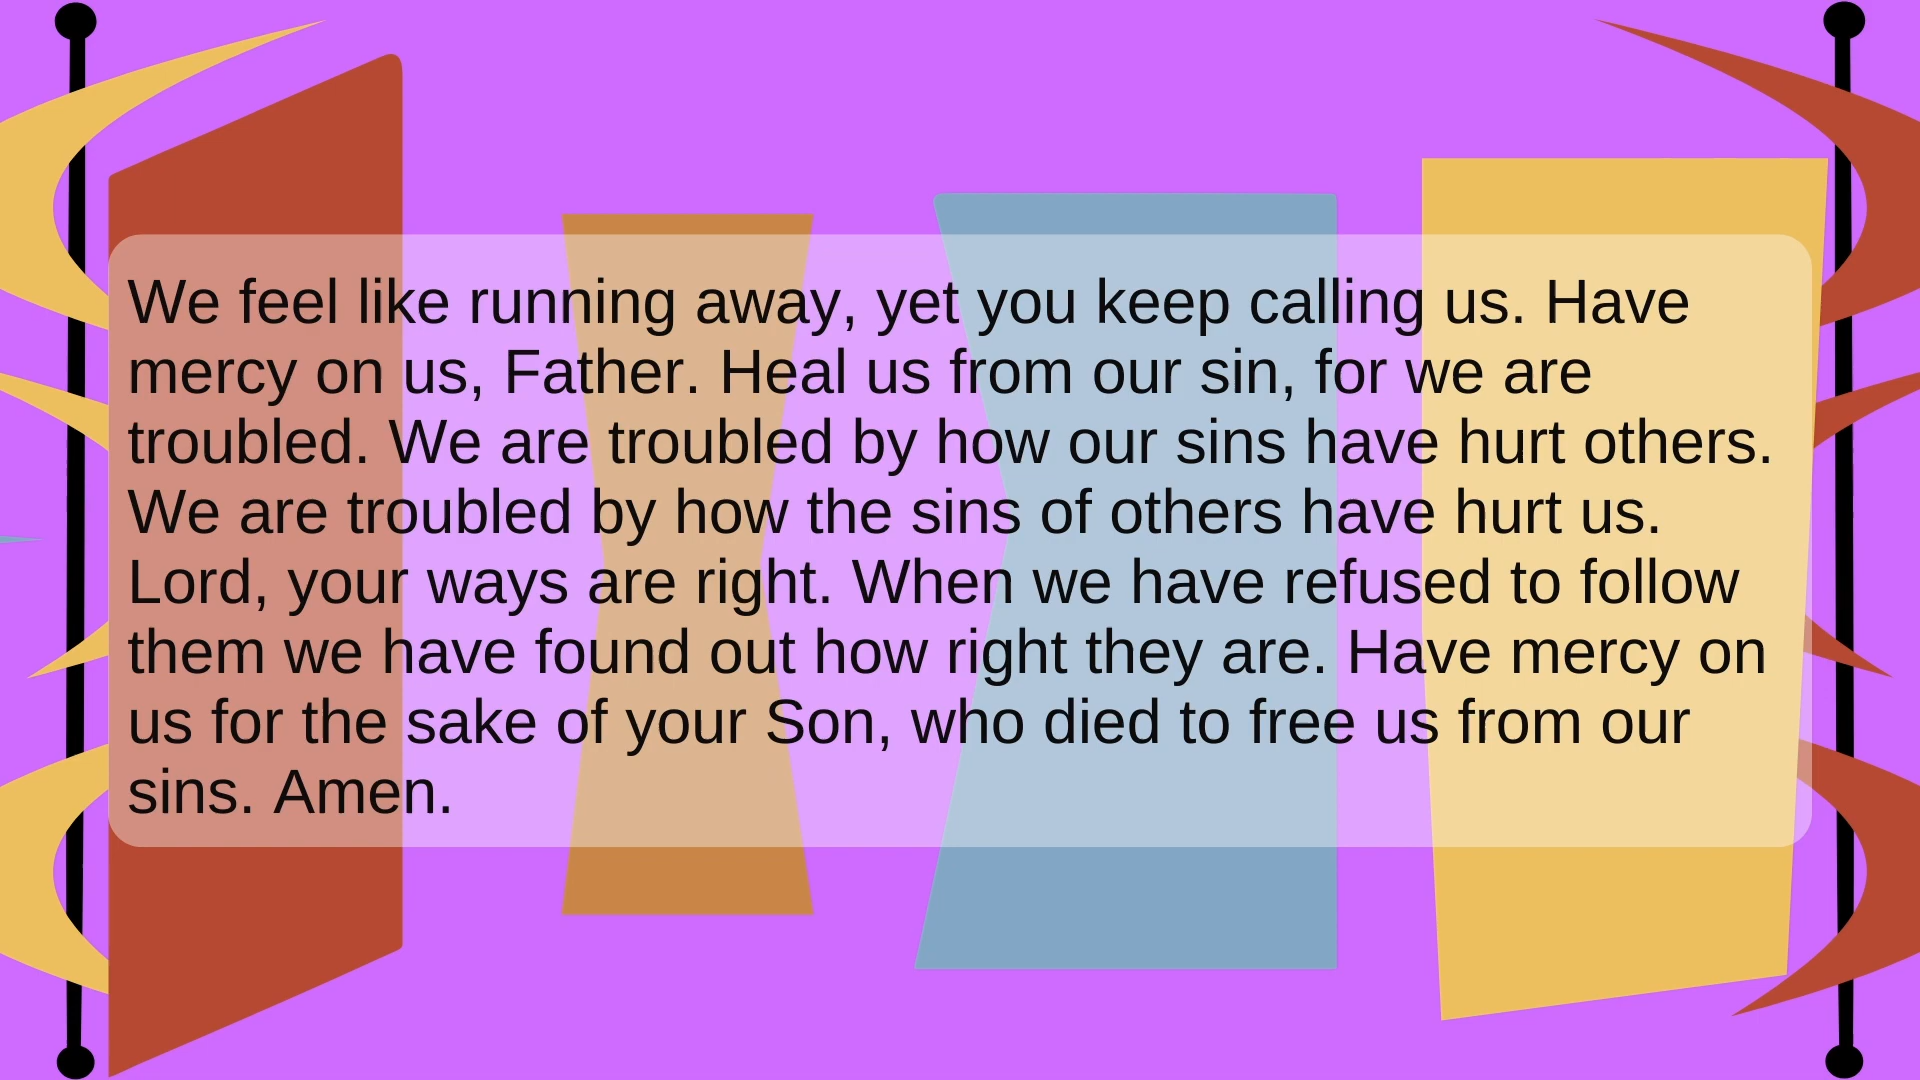 We feel like running away, yet you keep calling us. Have
mercy on us, Father. Heal us from our sin, for we are
troubled. We are troubled by how our sins have hurt others.
We are troubled by how the sins of others have hurt us.
Lord, your ways are right. When we have refused to follow
them we have found out how right they are. Have mercy on
us for the sake of your Son, who died to free us from our
sins. Amen.